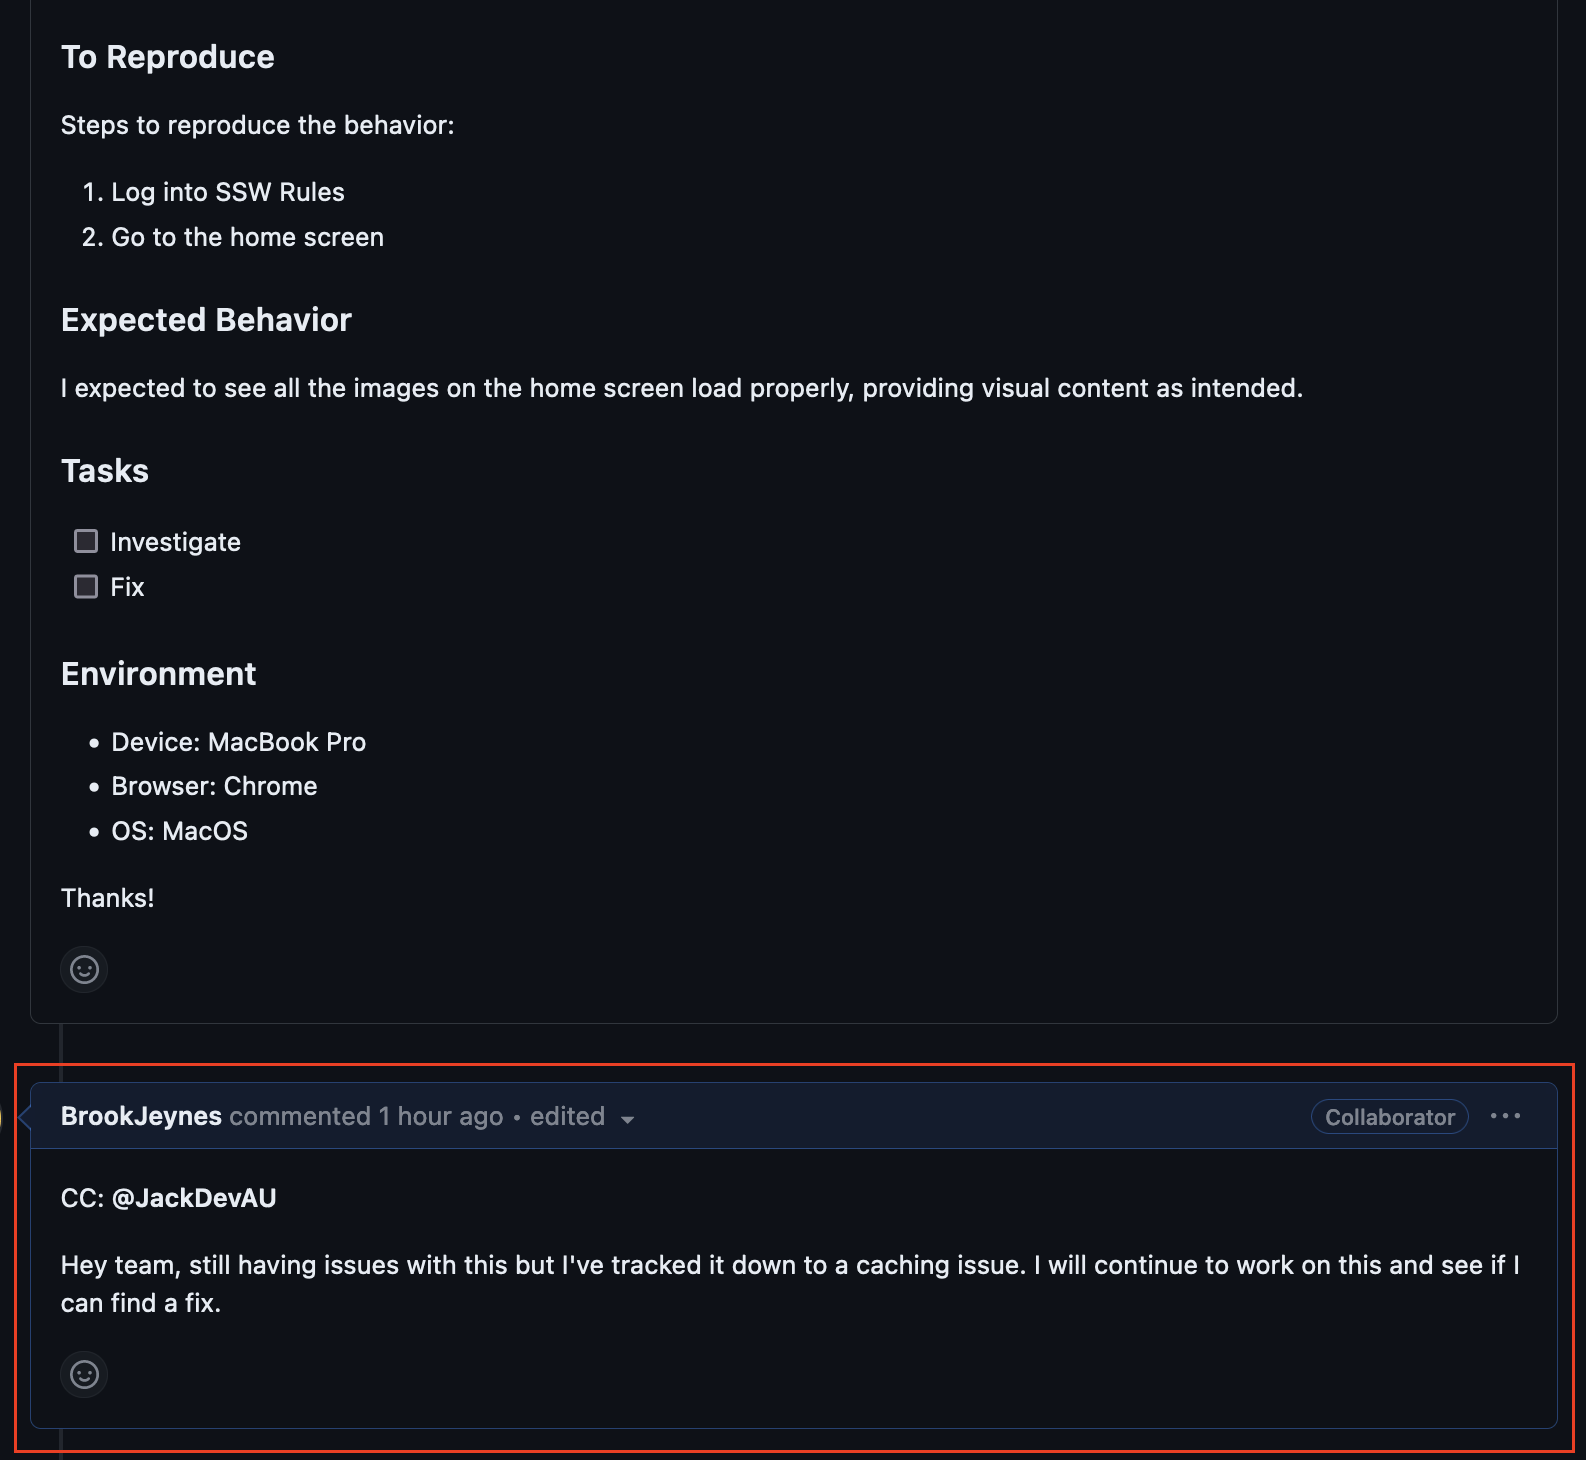 To Reproduce
Steps to reproduce the behavior:
1. Log into SSW Rules
2. Go to the home screen
Expected Behavior
I expected to see all the images on the home screen load properly, providing visual content as intended.
Tasks
Investigate
Fix
Environment
• Device: MacBook Pro
• Browser: Chrome
• OS: MacOS
Thanks!
BrookJeynes commented 1 hour ago • edited
Collaborator
CC: @JackDevAU
Hey team, still having issues with this but I've tracked it down to a caching issue. I will continue to work on this and see if I
can find a fix.